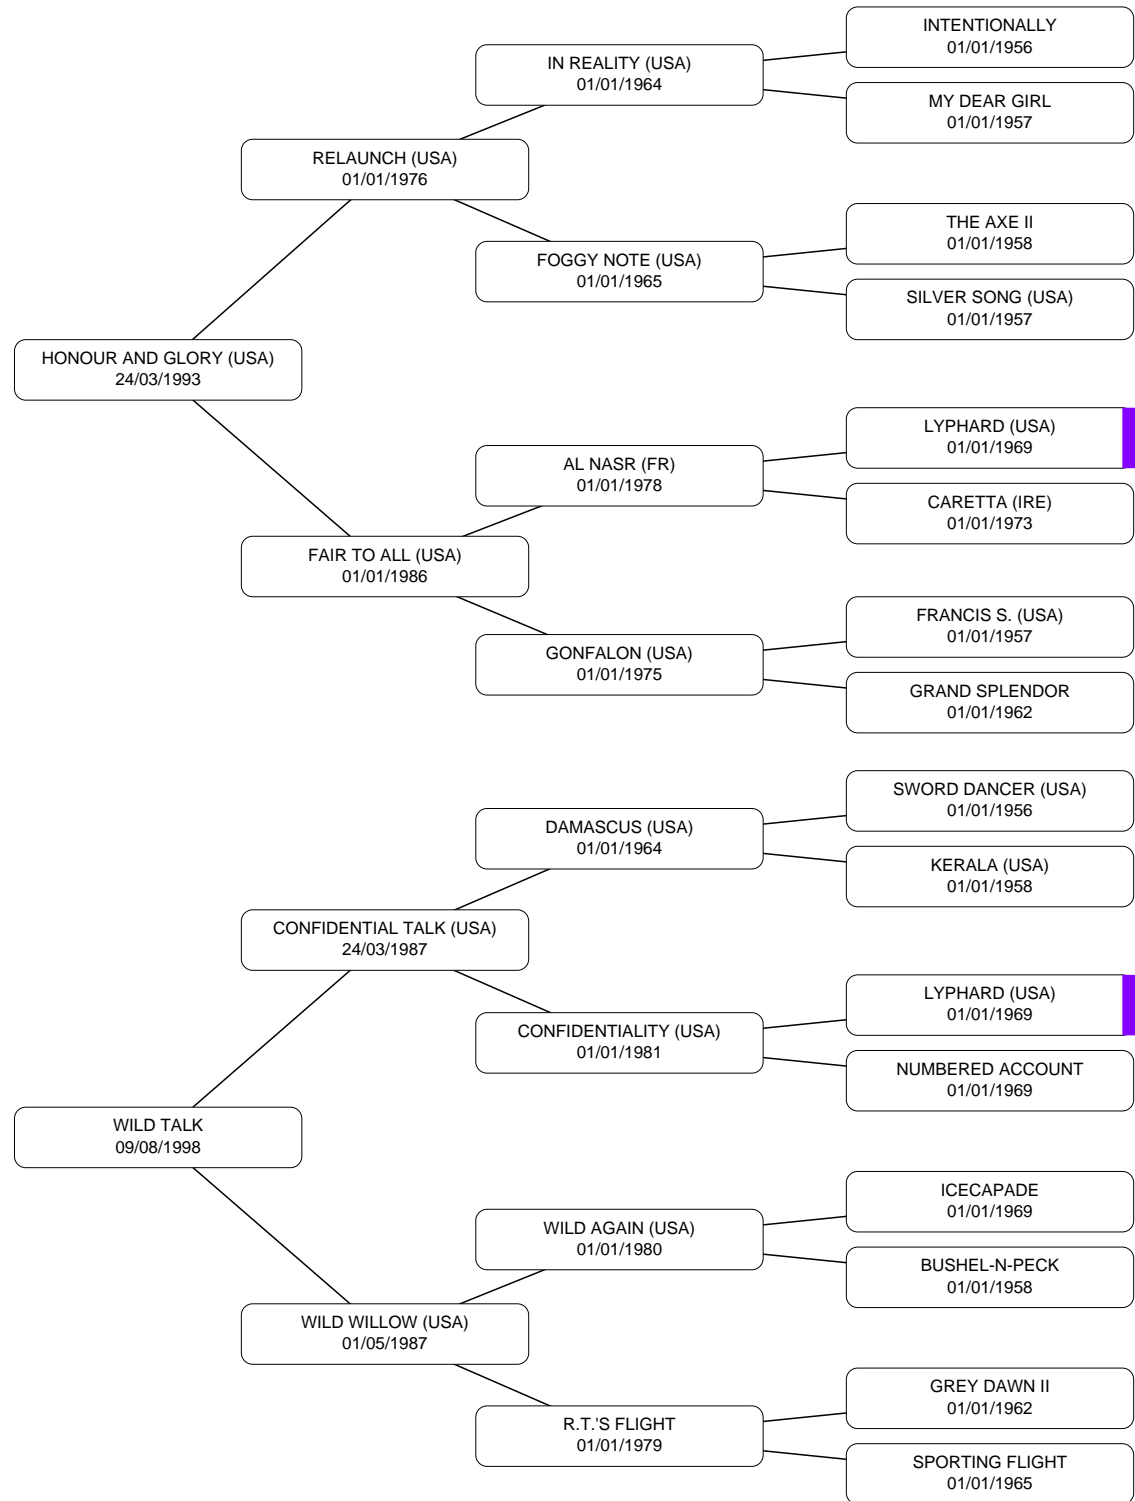 INTENTIONALLY
01/01/1956
IN REALITY (USA)
01/01/1964
MY DEAR GIRL
01/01/1957
RELAUNCH (USA)
01/01/1976
THE AXE II
01/01/1958
FOGGY NOTE (USA)
01/01/1965
SILVER SONG (USA)
01/01/1957
HONOUR AND GLORY (USA)
24/03/1993
LYPHARD (USA)
01/01/1969
AL NASR (FR)
01/01/1978
CARETTA (IRE)
01/01/1973
FAIR TO ALL (USA)
01/01/1986
FRANCIS S. (USA)
01/01/1957
GONFALON (USA)
01/01/1975
GRAND SPLENDOR
01/01/1962
SWORD DANCER (USA)
01/01/1956
DAMASCUS (USA)
01/01/1964
KERALA (USA)
01/01/1958
CONFIDENTIAL TALK (USA)
24/03/1987
LYPHARD (USA)
01/01/1969
CONFIDENTIALITY (USA)
01/01/1981
NUMBERED ACCOUNT
01/01/1969
WILD TALK
09/08/1998
ICECAPADE
01/01/1969
WILD AGAIN (USA)
01/01/1980
BUSHEL-N-PECK
01/01/1958
WILD WILLOW (USA)
01/05/1987
GREY DAWN II
01/01/1962
R.T.'S FLIGHT
01/01/1979
SPORTING FLIGHT
01/01/1965